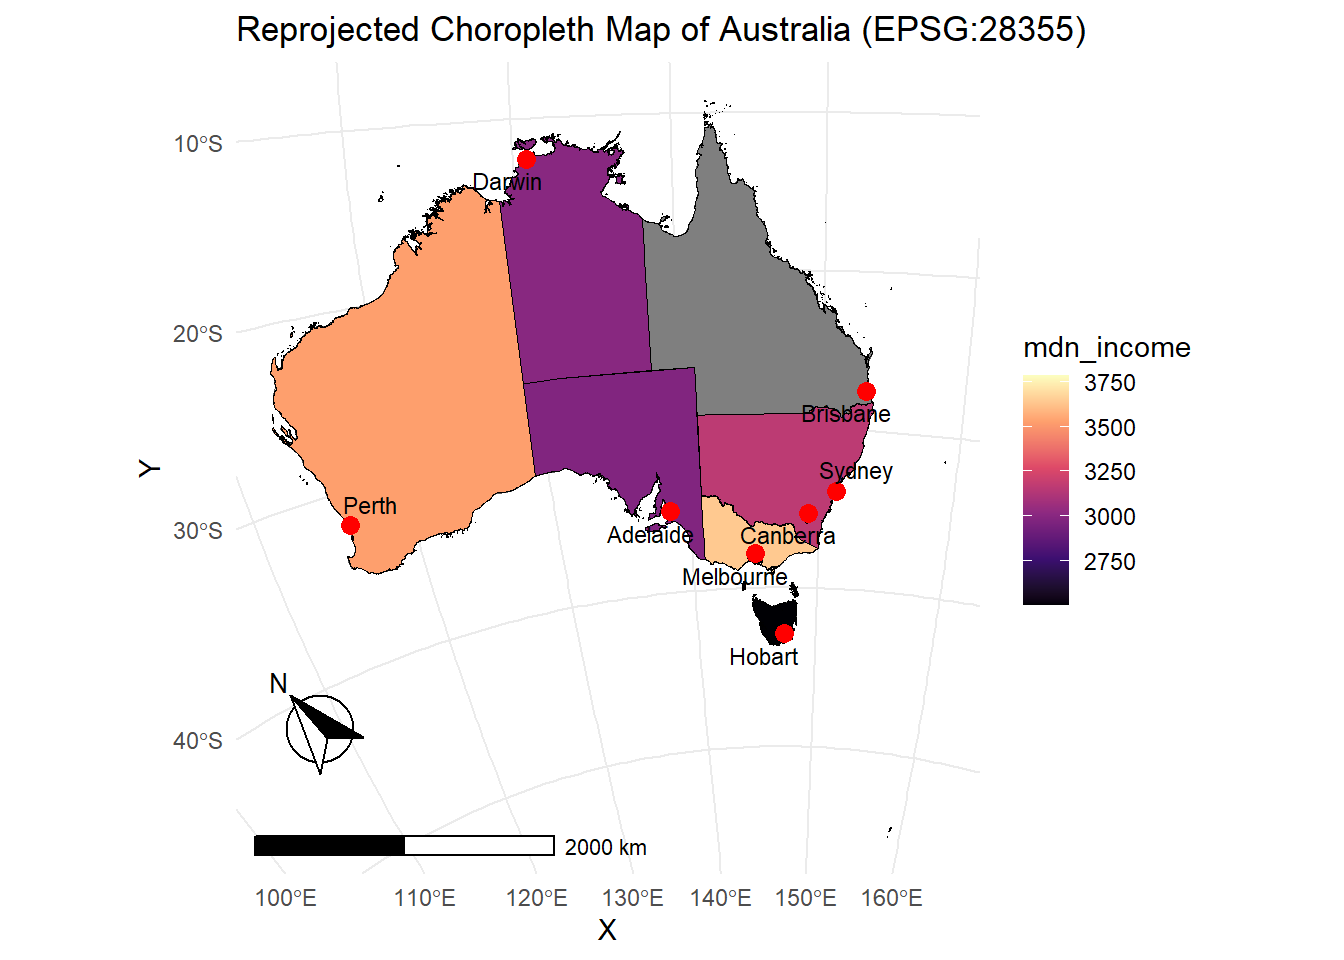 Reprojected Choropleth Map of Australia (EPSG:28355)
10°S
20°S
30°S
40°S
Y
Darwin
Brisbane
Sydney
Perth
Adelaide
Canberra
Melbourne
Hobart
N
2000 km
100°E
110°E
120°E
130°E
140°E
150°E
160°E
X
mdn_income
3750
3500
3250
3000
2750